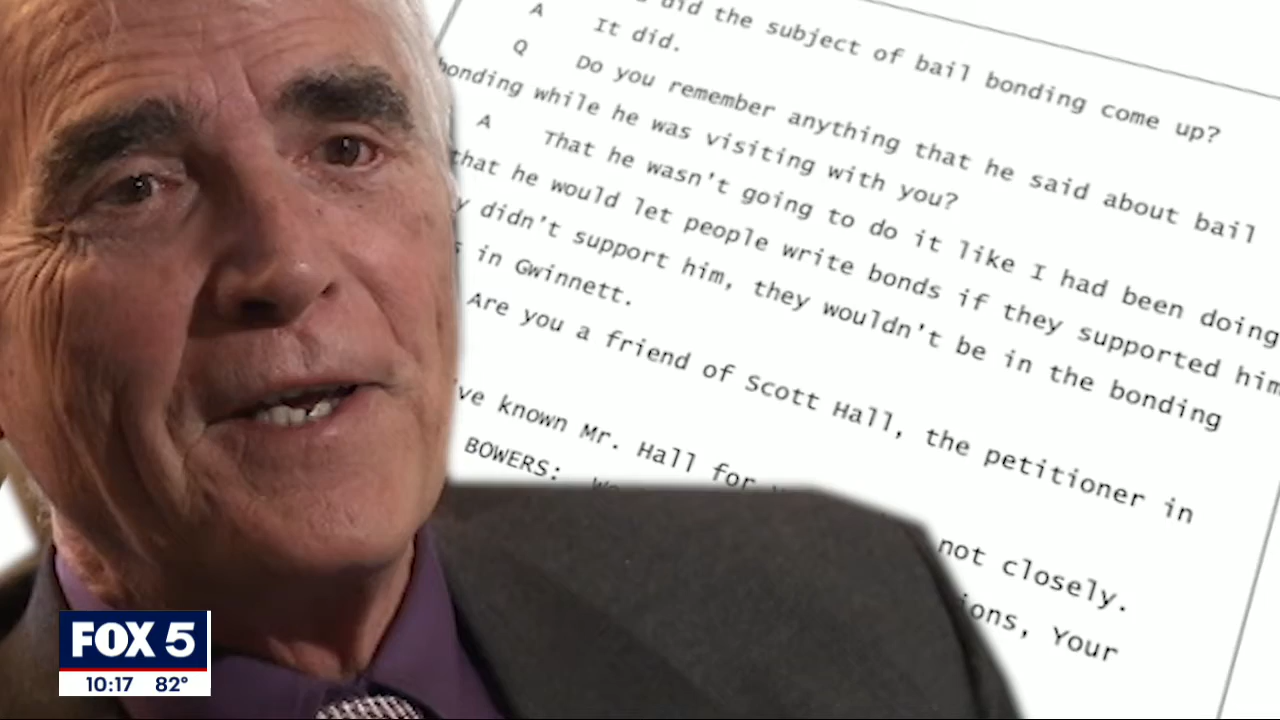 did the subject of bail bonding come up?
A It did.
Q Do you remember anything that he said about bail
bonding while he was visiting with you?
A That he wasn't going to do it like I had been doing
that he would let people write bonds if they supported him
didn't support him, they wouldn't be in the bonding
in Gwinnett.
Are you a friend of Scott Hall, the petitioner in
've known Mr. Hall for
not closely.
BOWERS:
ions, Your
FOX 5
10:17 82°